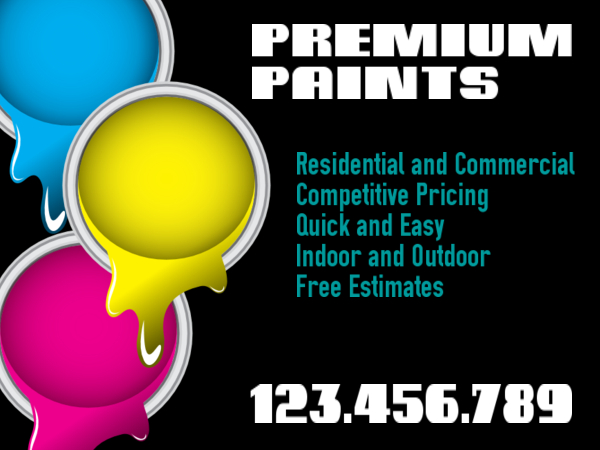 PREMIUM
PAINTS
Residential and Commercial
Competitive Pricing
Quick and Easy
Indoor and Outdoor
Free Estimates
123.456.789